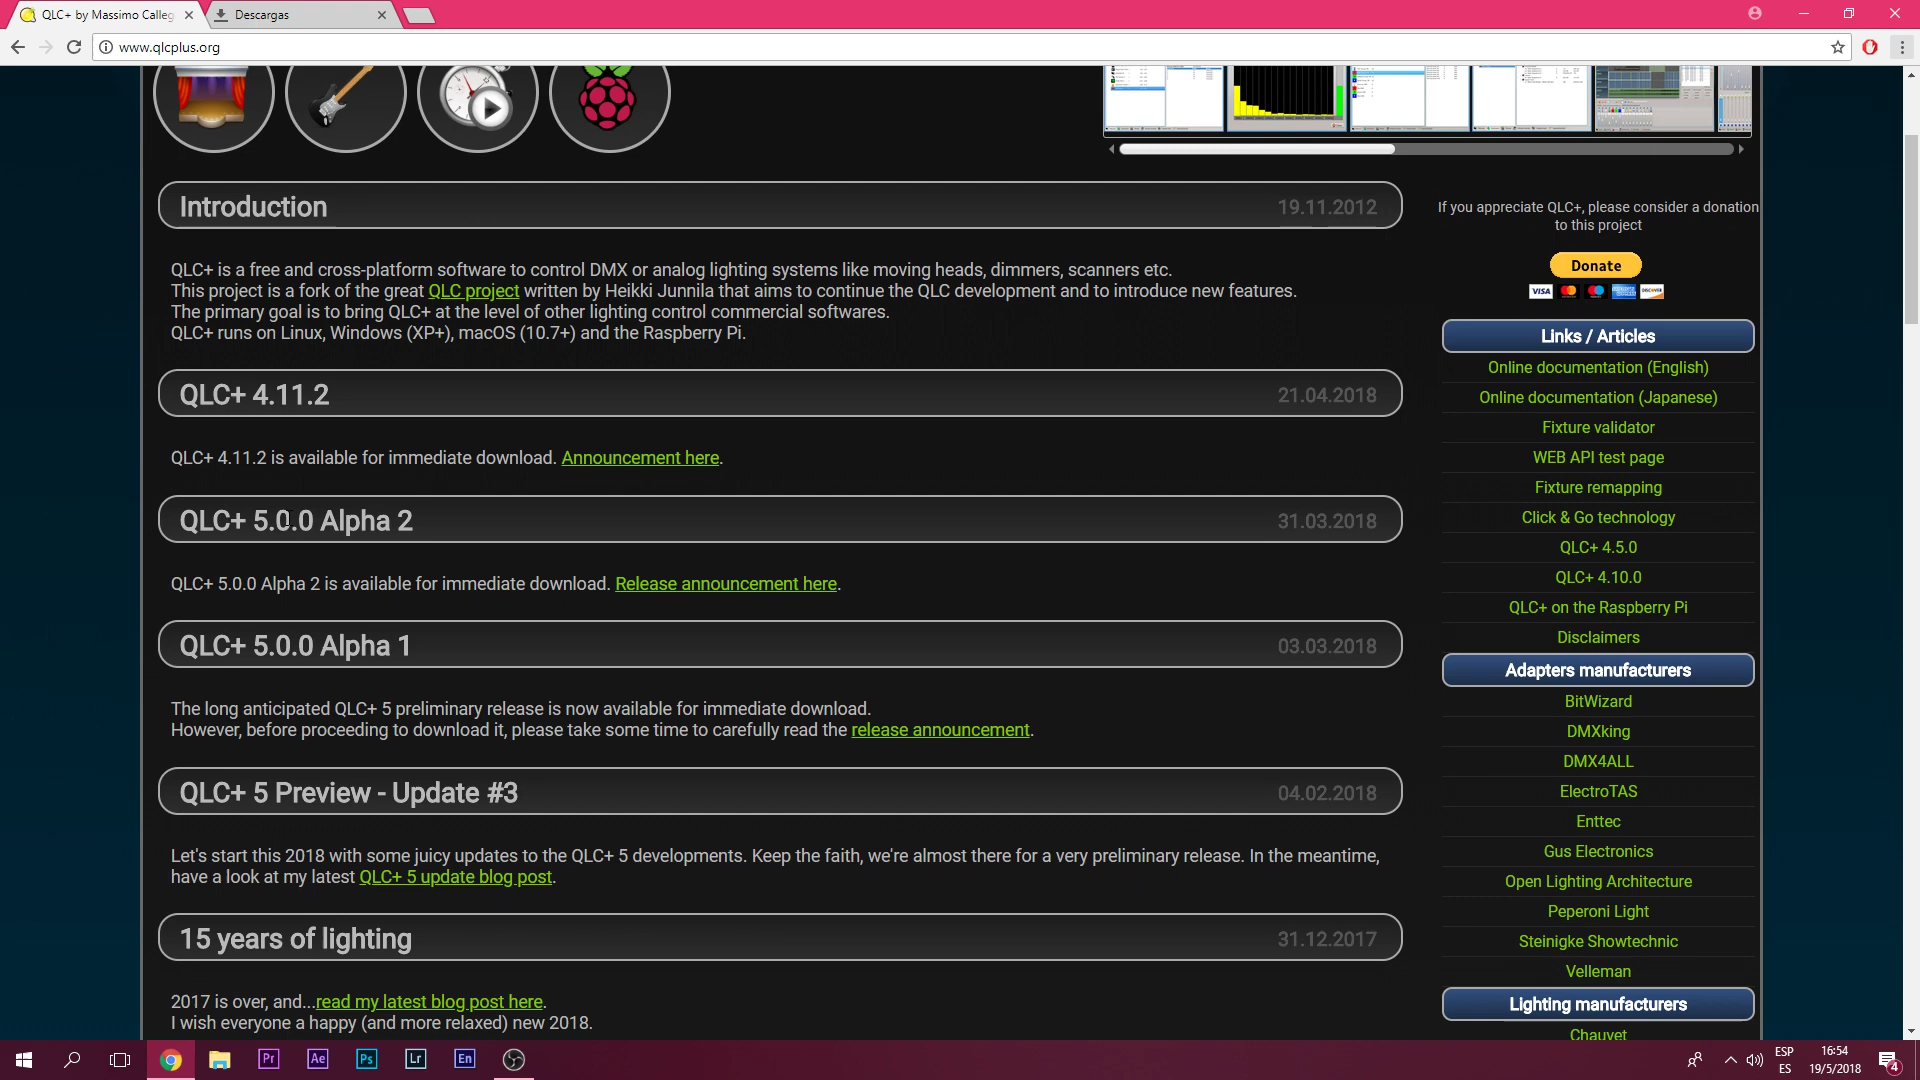 QLC+ by Massimo Calleg
Descargas
www.qlcplus.org
Introduction
19.11.2012
QLC+ is a free and cross-platform software to control DMX or analog lighting systems like moving heads, dimmers, scanners etc.
This project is a fork of the great QLC project written by Heikki Junnila that aims to continue the QLC development and to introduce new features.
The primary goal is to bring QLC+ at the level of other lighting control commercial softwares.
QLC+ runs on Linux, Windows (XP+), macOS (10.7+) and the Raspberry Pi.
QLC+ 4.11.2
21.04.2018
QLC+ 4.11.2 is available for immediate download. Announcement here.
QLC+ 5.0.0 Alpha 2
31.03.2018
QLC+ 5.0.0 Alpha 2 is available for immediate download. Release announcement here.
QLC+ 5.0.0 Alpha 1
03.03.2018
The long anticipated QLC+ 5 preliminary release is now available for immediate download.
However, before proceeding to download it, please take some time to carefully read the release announcement.
QLC+ 5 Preview - Update #3
04.02.2018
Let's start this 2018 with some juicy updates to the QLC+ 5 developments. Keep the faith, we're almost there for a very preliminary release. In the meantime,
have a look at my latest QLC+ 5 update blog post.
15 years of lighting
31.12.2017
2017 is over, and...read my latest blog post here.
I wish everyone a happy (and more relaxed) new 2018.
If you appreciate QLC+, please consider a donation
to this project
Donate
VISA
Links / Articles
Online documentation (English)
Online documentation (Japanese)
Fixture validator
WEB API test page
Fixture remapping
Click & Go technology
QLC+ 4.5.0
QLC+ 4.10.0
QLC+ on the Raspberry Pi
Disclaimers
Adapters manufacturers
BitWizard
DMXking
DMX4ALL
ElectroTAS
Enttec
Gus Electronics
Open Lighting Architecture
Peperoni Light
Steinigke Showtechnic
Velleman
Lighting manufacturers
Chauvet
Pr
Ae
Ps
Lr
En
ESP
ES
16:54
19/5/2018
4